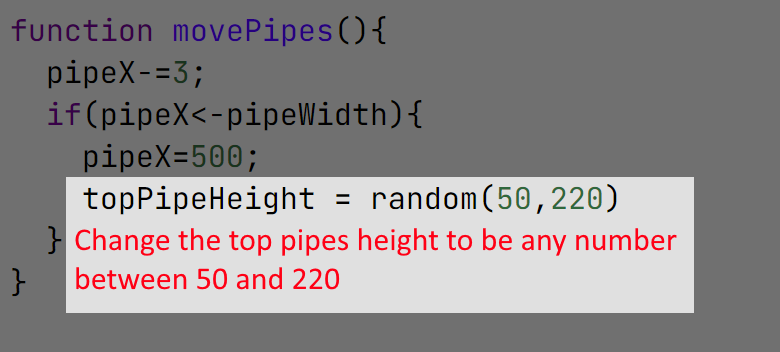 function movePipes(){
pipeX-=3;
if(pipeX<-pipeWidth){
pipeX=500;
topPipeHeight = random(50,220)
} Change the top pipes height to be any number
} between 50 and 220